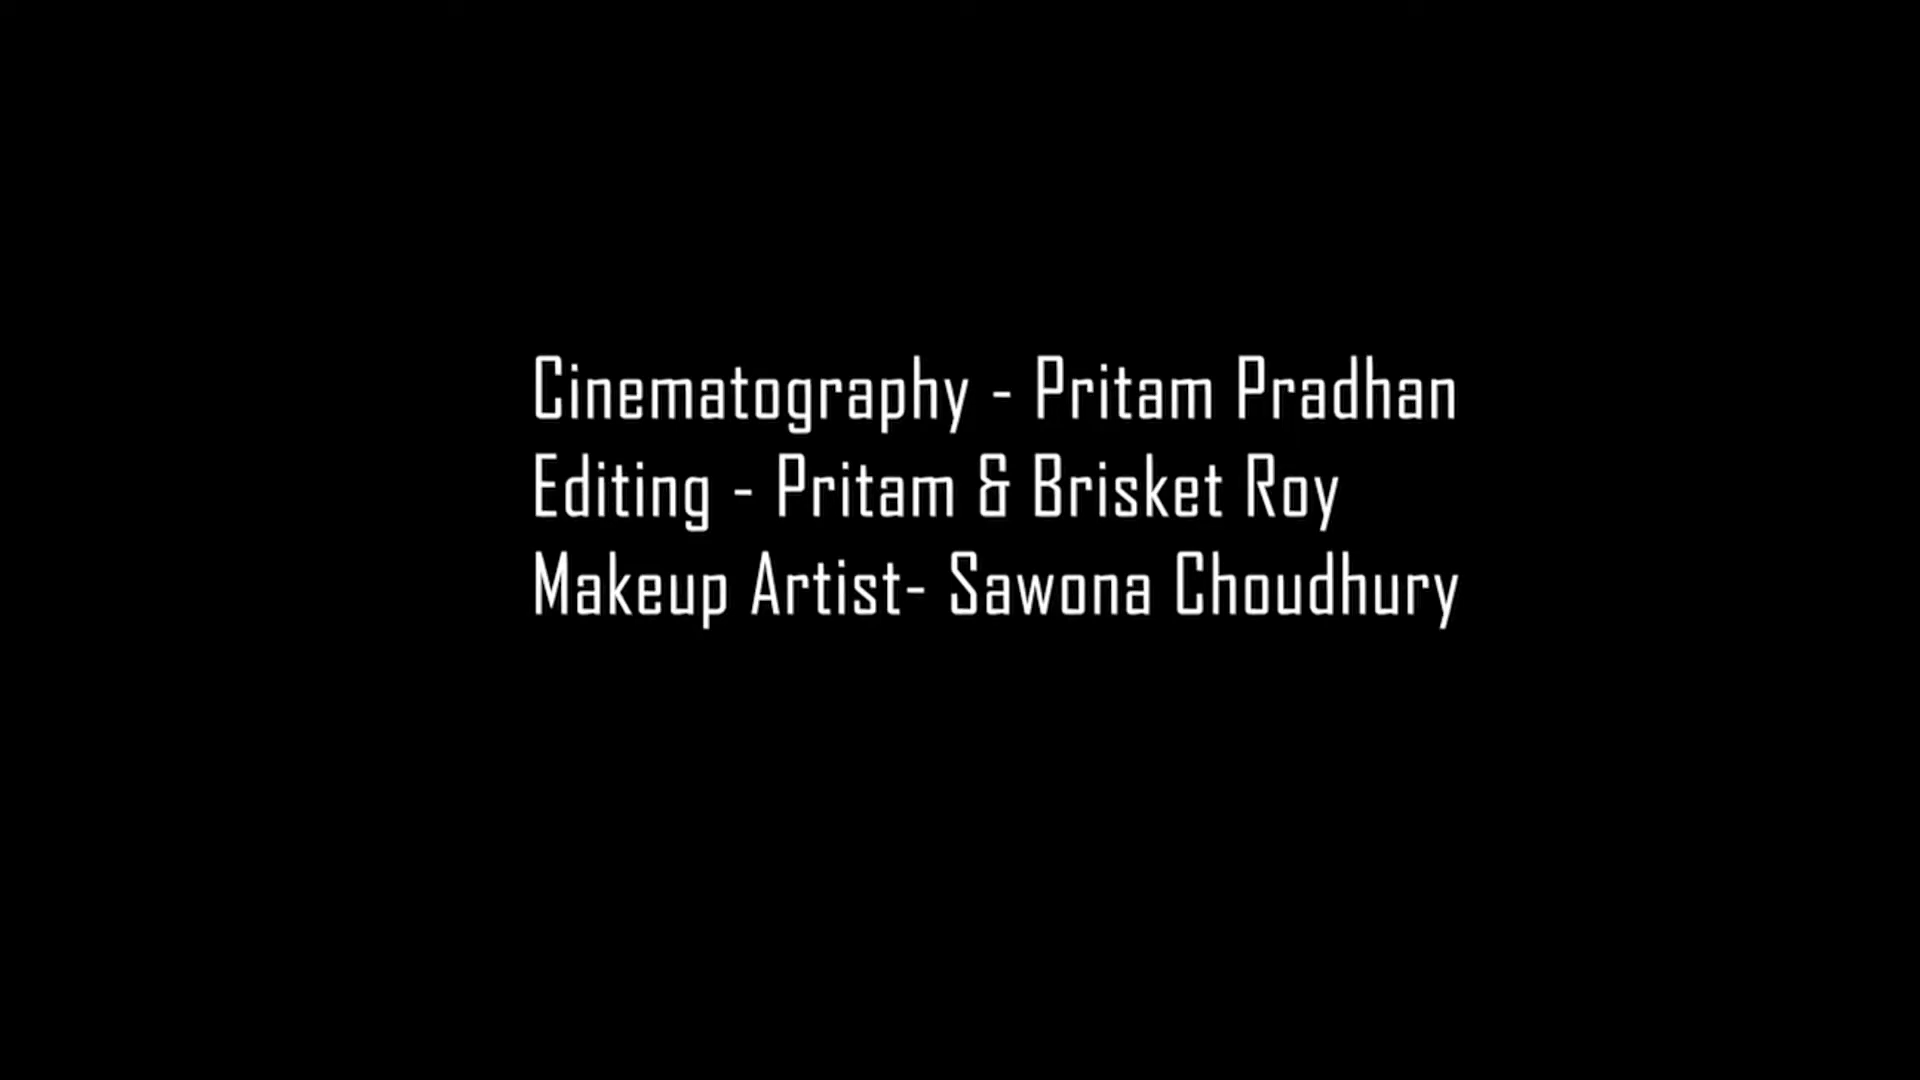 Cinematography - Pritam Pradhan
Editing - Pritam & Brisket Roy
Makeup Artist- Sawona Choudhury